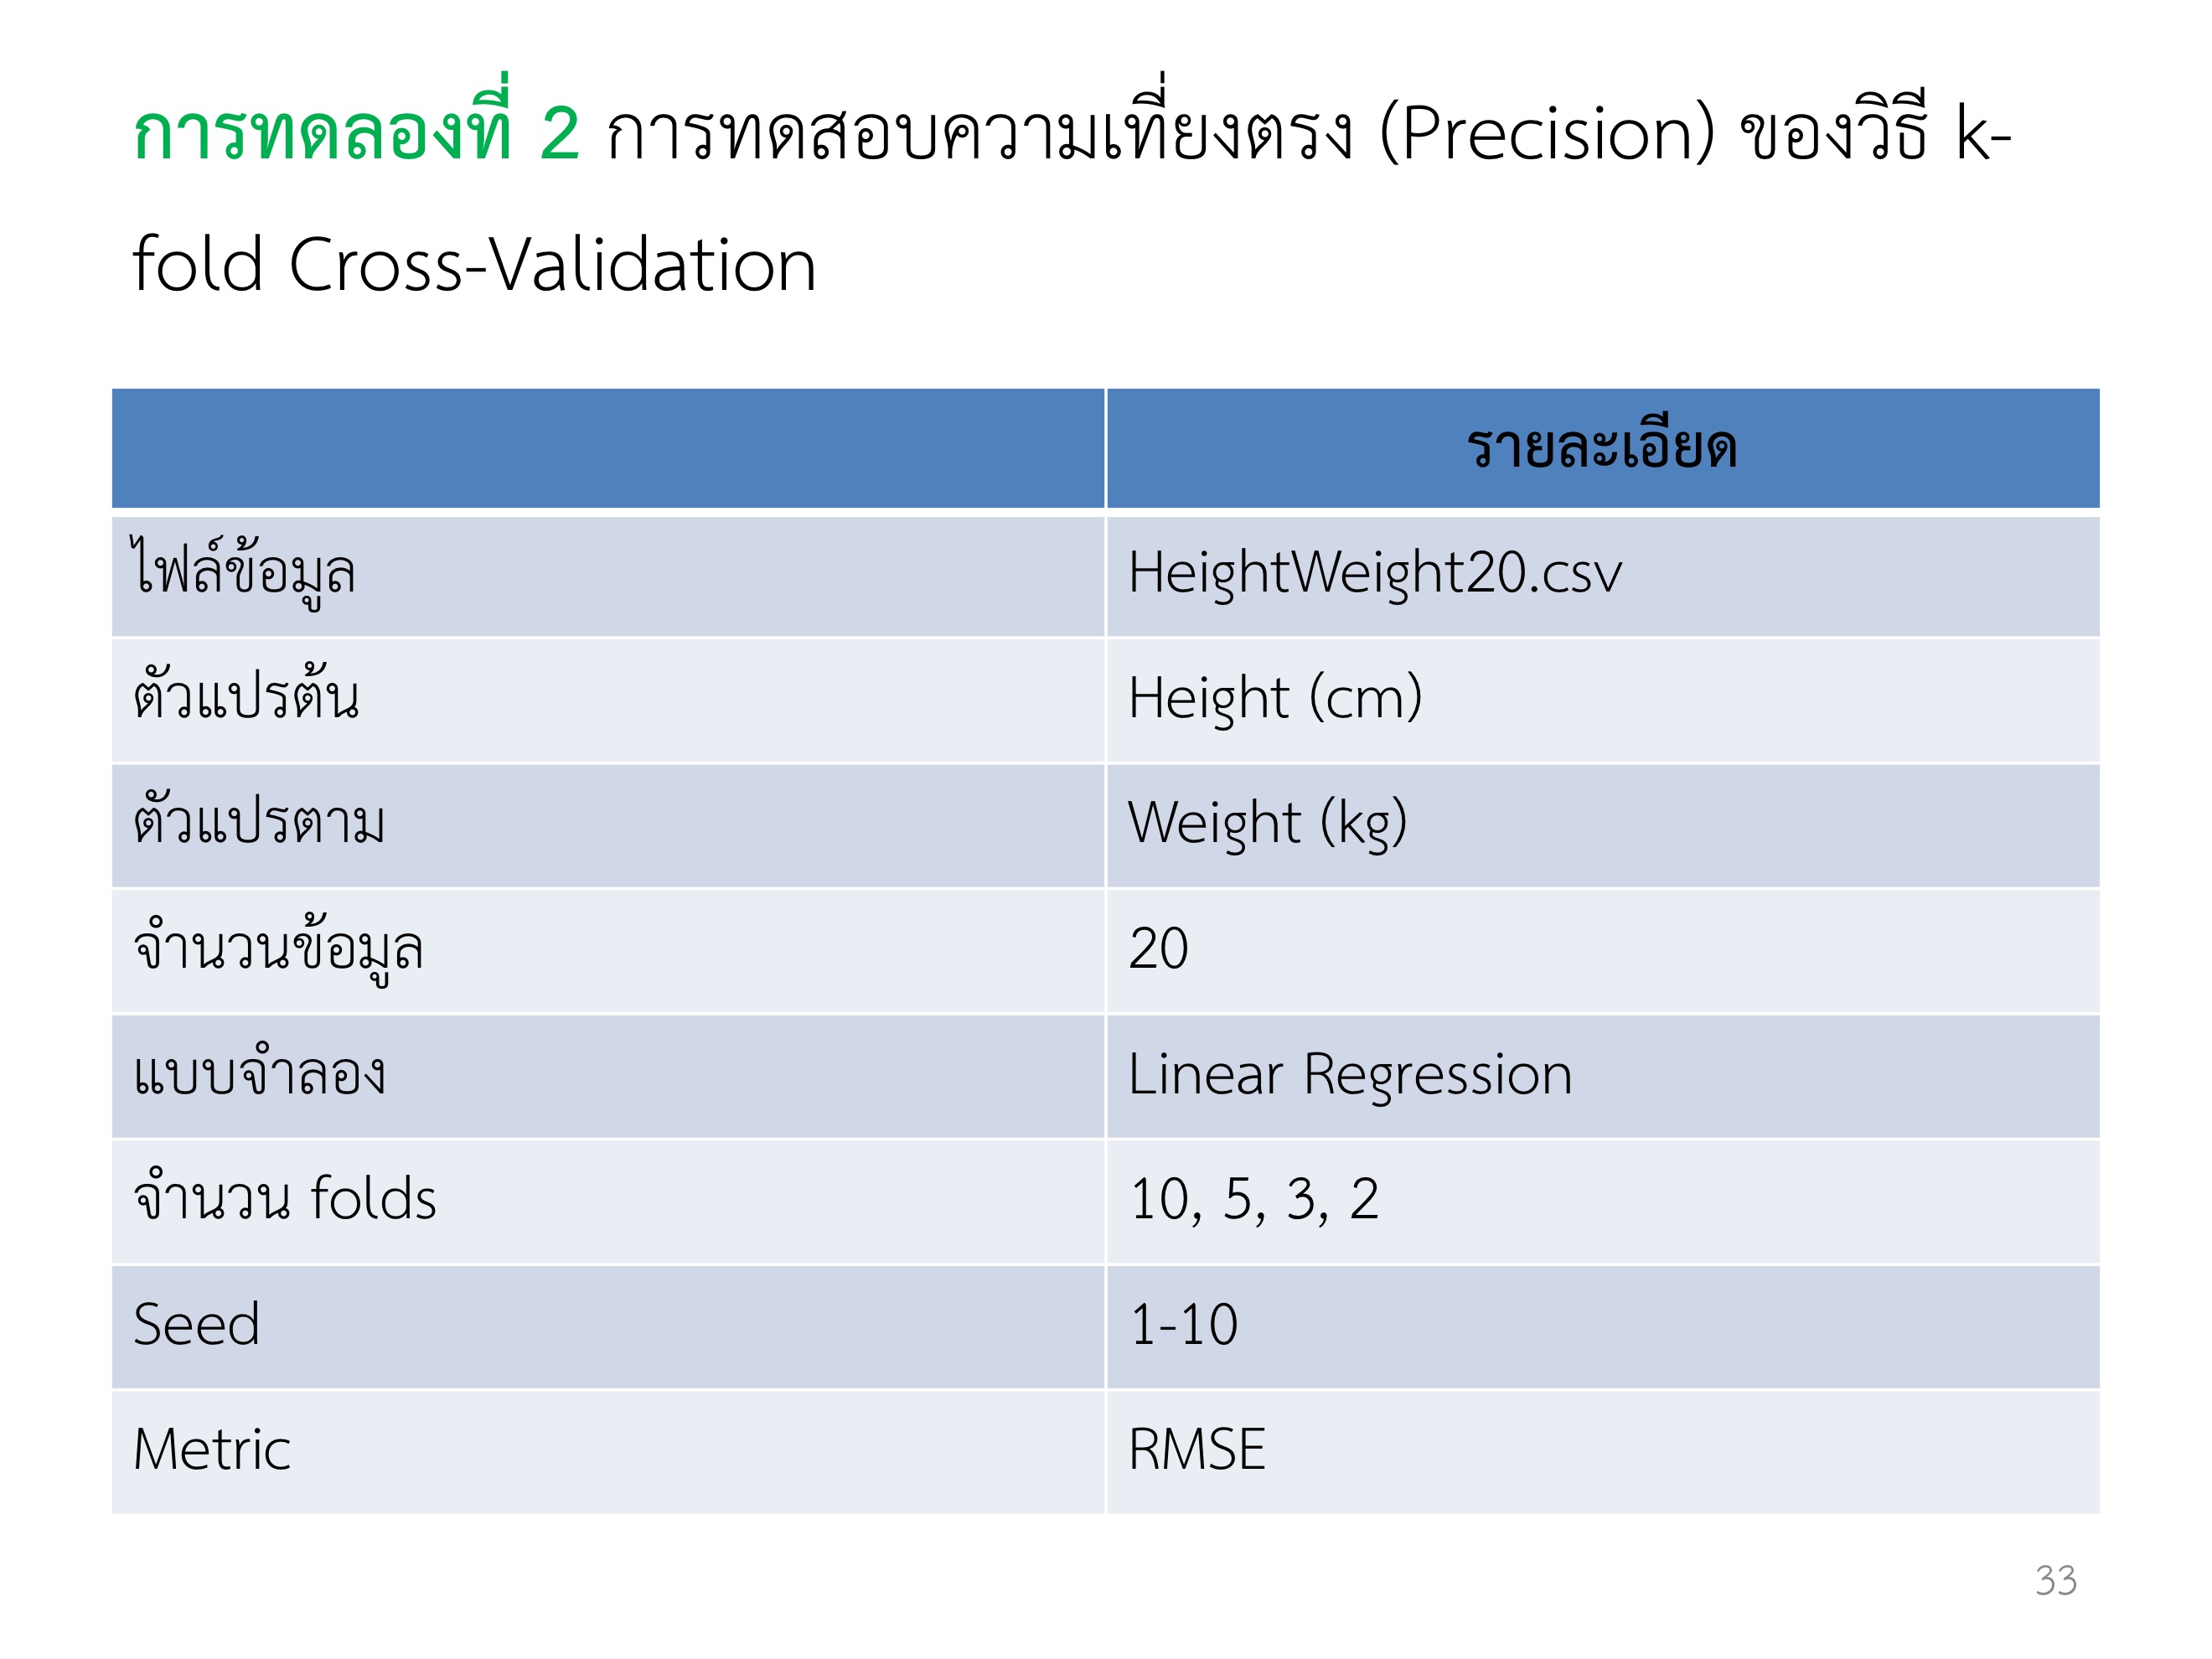 การทดลองที่ 2 การทดสอบความเที่ยงตรง (Precision) ของวิธี k-
fold Cross-Validation
รายละเอียด
ไฟล์ข้อมูล HeightWeight20.csv
ตัวแปรต้น Height (cm)
ตัวแปรตาม Weight (kg)
จำนวนข้อมูล 20
แบบจำลอง Linear Regression
จำนวน folds 10, 5, 3, 2
Seed 1-10
Metric RMSE
33